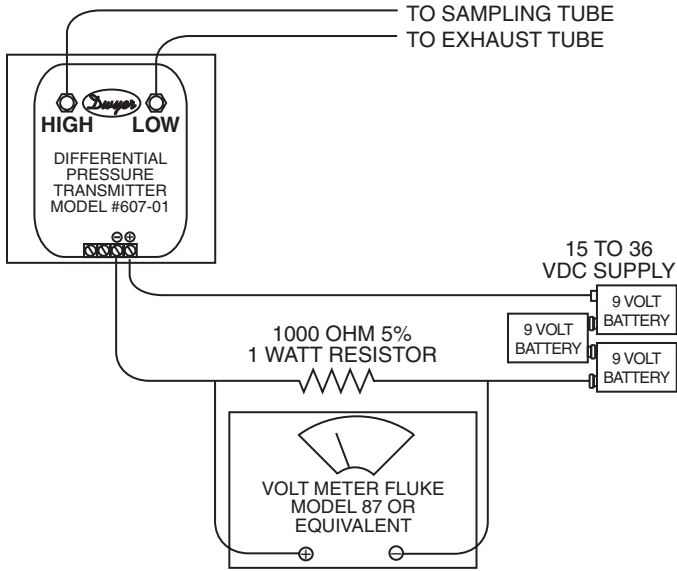 TO SAMPLING TUBE
TO EXHAUST TUBE
Dwyer
HIGH
LOW
DIFFERENTIAL
PRESSURE
TRANSMITTER
MODEL #607-01
⊖⊕
15 TO 36
VDC SUPPLY
9 VOLT
BATTERY
9 VOLT
BATTERY
9 VOLT
BATTERY
1000 OHM 5%
1 WATT RESISTOR
VOLT METER FLUKE
MODEL 87 OR
EQUIVALENT
⊕ ⊖